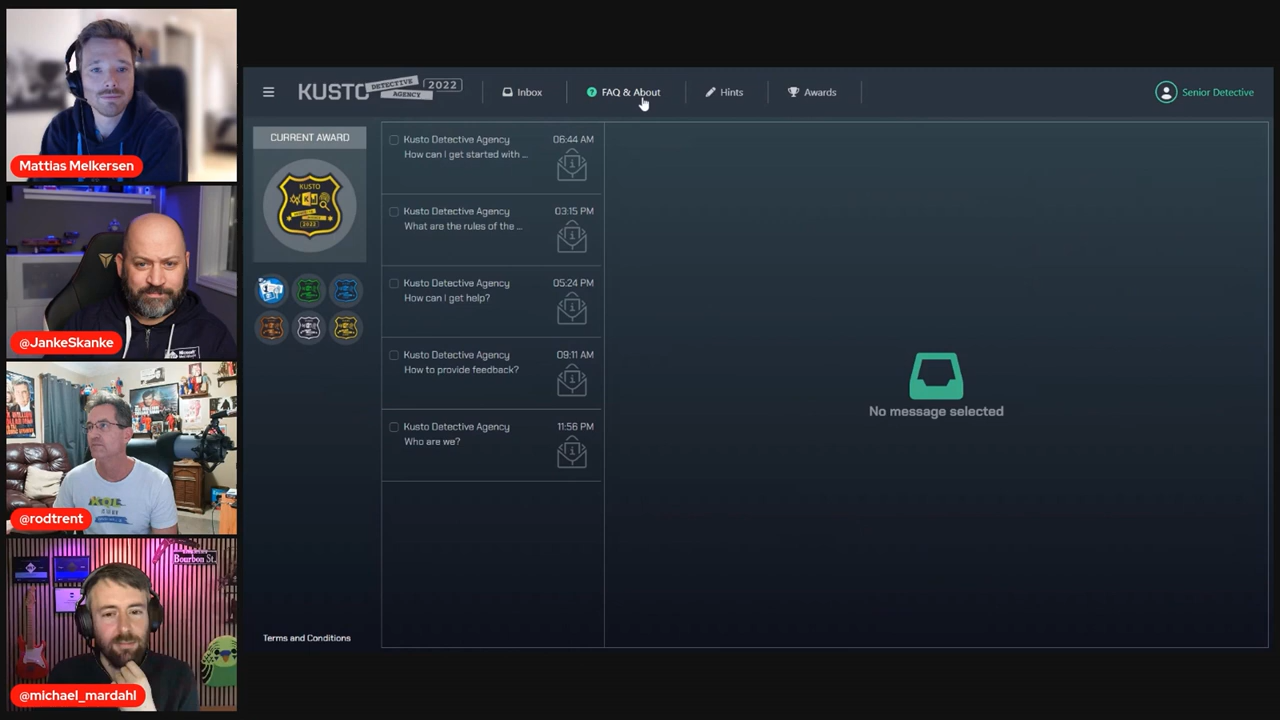 Mattias Melkersen
@JankeSkanke
@rodtrent
Bourbon St.
@michael_mardahl
KUSTO DETECTIVE AGENCY 2022
Inbox
FAQ & About
Hints
Awards
Senior Detective
CURRENT AWARD
KUSTO
2022
Terms and Conditions
Kusto Detective Agency 06:44 AM
How can I get started with ...
Kusto Detective Agency 03:15 PM
What are the rules of the ...
Kusto Detective Agency 05:24 PM
How can I get help?
Kusto Detective Agency 09:11 AM
How to provide feedback?
Kusto Detective Agency 11:56 PM
Who are we?
No message selected